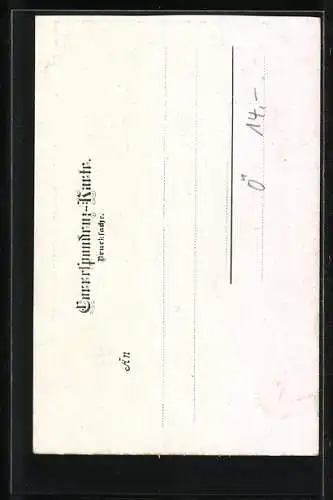 Correspondenz-Karte.
Drucksache.
An
Ö 14,-